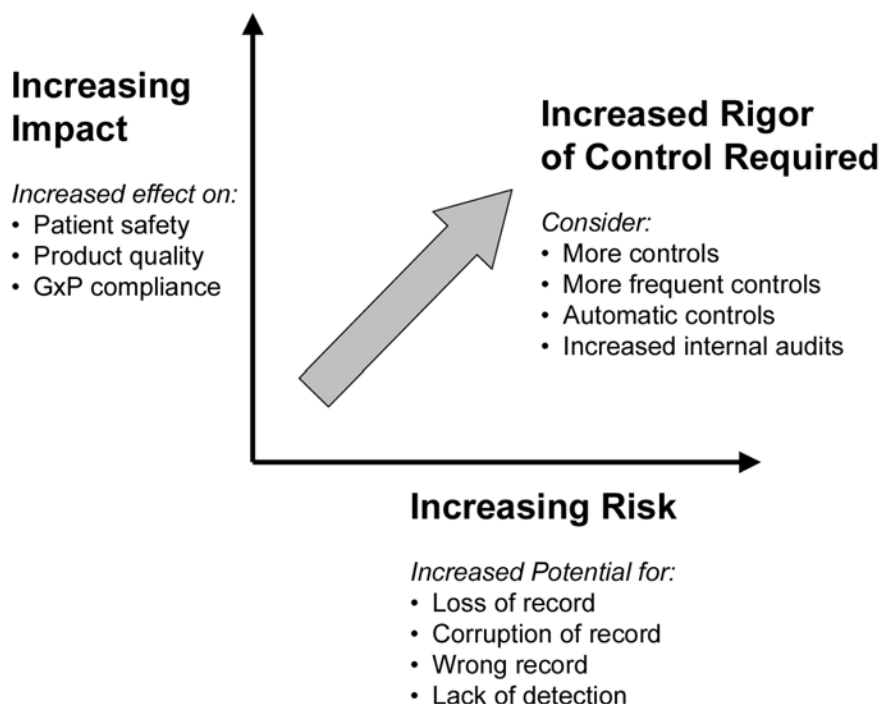 Increasing
Impact
Increased effect on:
• Patient safety
• Product quality
• GxP compliance
Increased Rigor
of Control Required
Consider:
• More controls
• More frequent controls
• Automatic controls
• Increased internal audits
Increasing Risk
Increased Potential for:
• Loss of record
• Corruption of record
• Wrong record
• Lack of detection